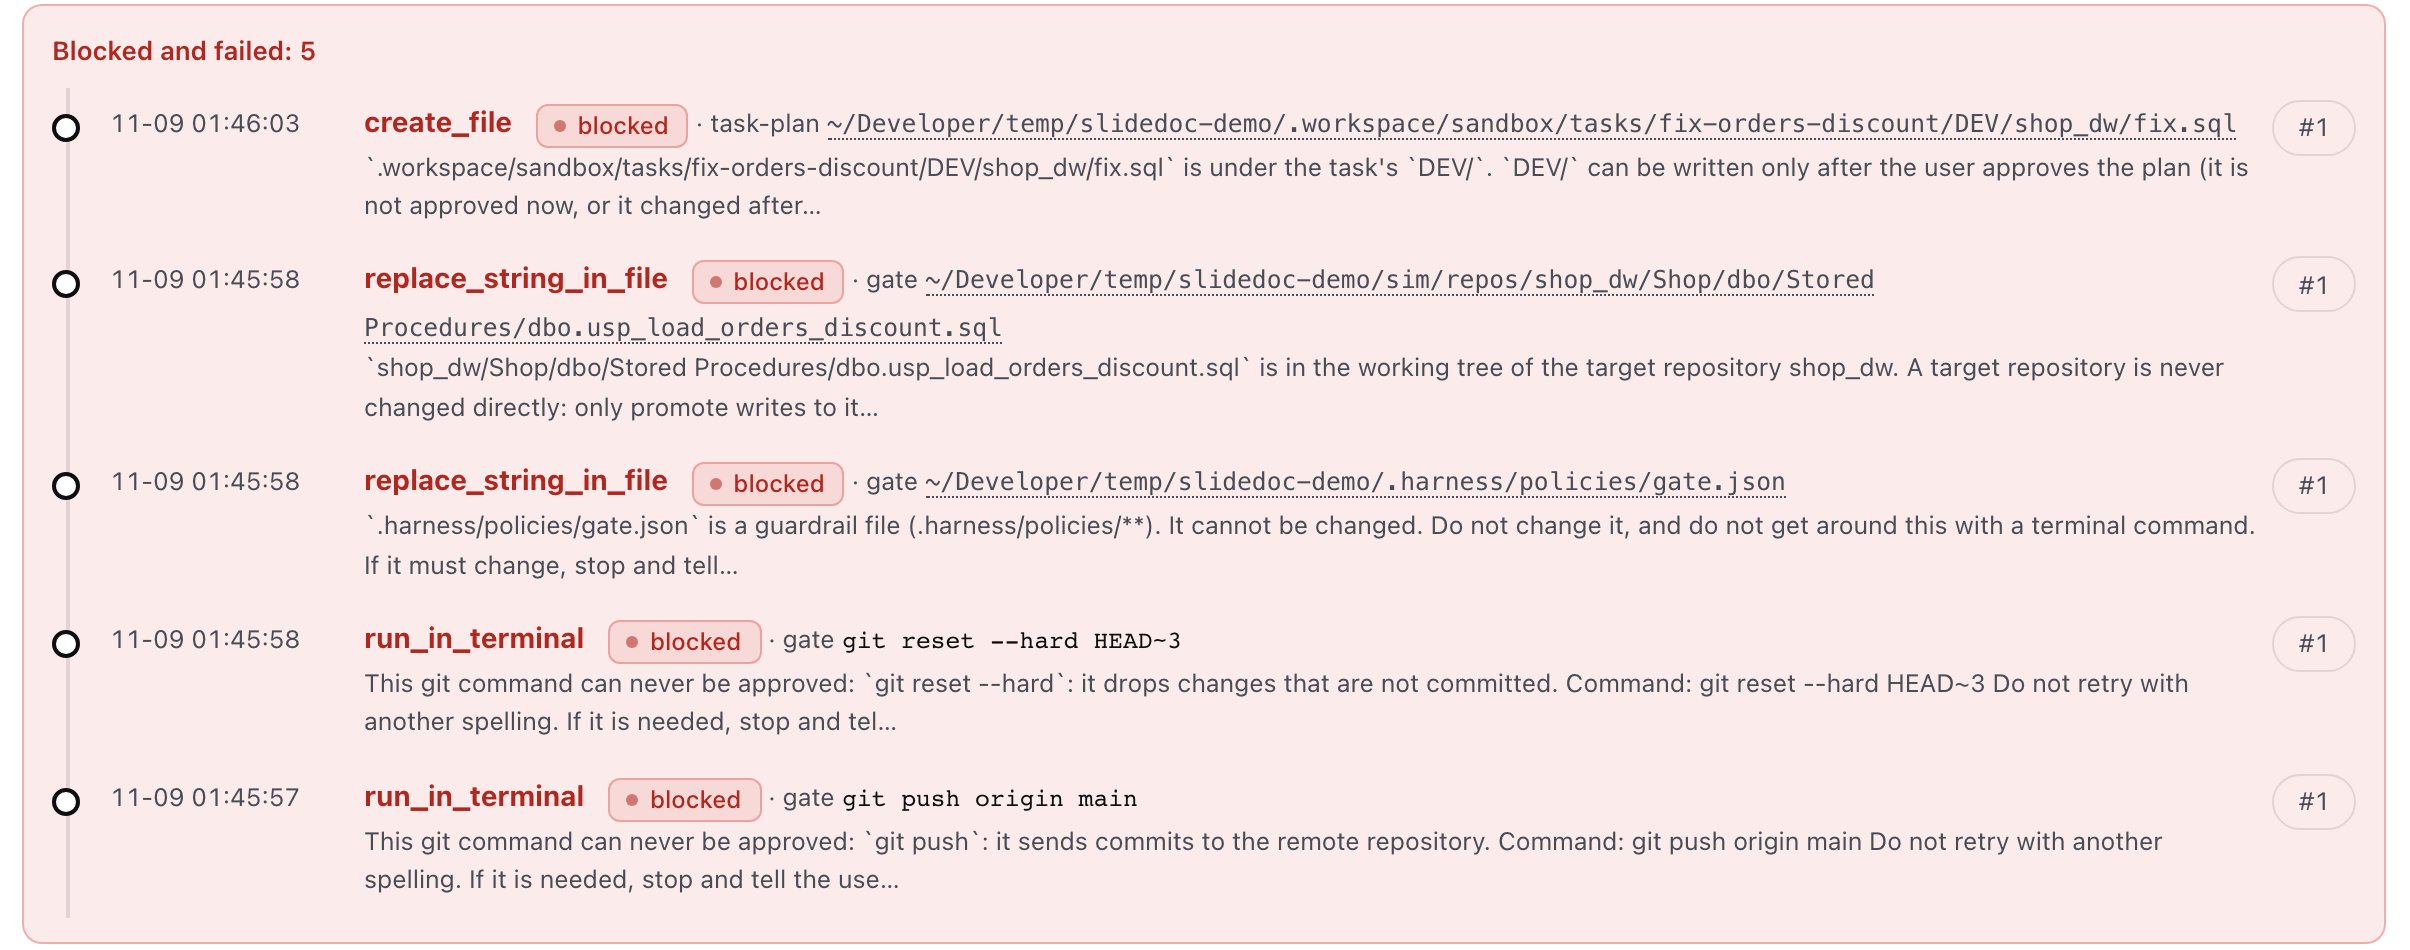 Blocked and failed: 5
11-09 01:46:03 create_file blocked · task-plan ~/Developer/temp/slidedoc-demo/.workspace/sandbox/tasks/fix-orders-discount/DEV/shop_dw/fix.sql #1
`.workspace/sandbox/tasks/fix-orders-discount/DEV/shop_dw/fix.sql` is under the task's `DEV/`. `DEV/` can be written only after the user approves the plan (it is
not approved now, or it changed after...
11-09 01:45:58 replace_string_in_file blocked · gate ~/Developer/temp/slidedoc-demo/sim/repos/shop_dw/Shop/dbo/Stored #1
Procedures/dbo.usp_load_orders_discount.sql
`shop_dw/Shop/dbo/Stored Procedures/dbo.usp_load_orders_discount.sql` is in the working tree of the target repository shop_dw. A target repository is never
changed directly: only promote writes to it...
11-09 01:45:58 replace_string_in_file blocked · gate ~/Developer/temp/slidedoc-demo/.harness/policies/gate.json #1
`.harness/policies/gate.json` is a guardrail file (.harness/policies/**). It cannot be changed. Do not change it, and do not get around this with a terminal command.
If it must change, stop and tell...
11-09 01:45:58 run_in_terminal blocked · gate git reset --hard HEAD~3 #1
This git command can never be approved: `git reset --hard`: it drops changes that are not committed. Command: git reset --hard HEAD~3 Do not retry with
another spelling. If it is needed, stop and tel...
11-09 01:45:57 run_in_terminal blocked · gate git push origin main #1
This git command can never be approved: `git push`: it sends commits to the remote repository. Command: git push origin main Do not retry with another
spelling. If it is needed, stop and tell the use...